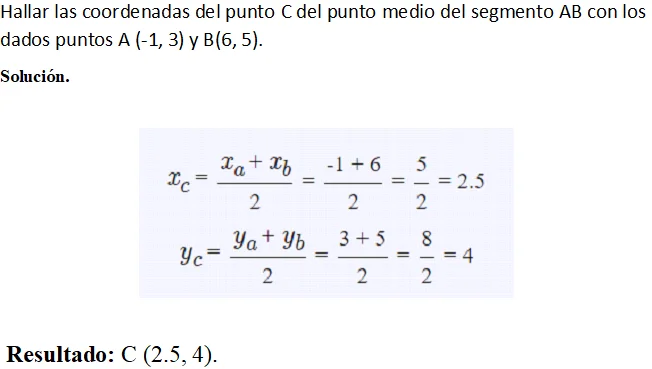 Hallar las coordenadas del punto C del punto medio del segmento AB con los
dados puntos A (-1, 3) y B(6, 5).
Solución.
x_c = (x_a + x_b)/2 = (-1 + 6)/2 = 5/2 = 2.5
y_c = (y_a + y_b)/2 = (3 + 5)/2 = 8/2 = 4
Resultado: C (2.5, 4).